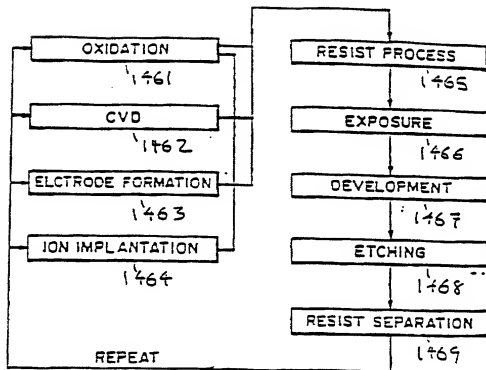 OXIDATION
1461
CVD
1462
ELCTRODE FORMATION
1463
ION IMPLANTATION
1464
REPEAT
RESIST PROCESS
1465
EXPOSURE
1466
DEVELOPMENT
1467
ETCHING
1468
RESIST SEPARATION
1469